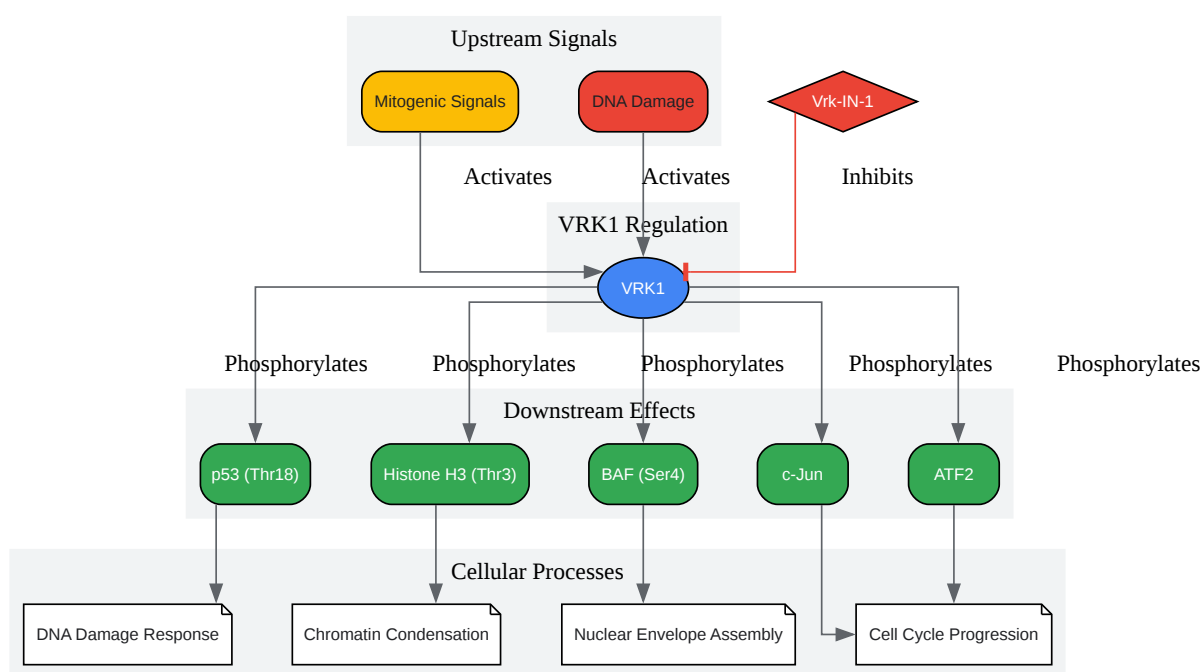 Upstream Signals
Mitogenic Signals
DNA Damage
Vrk-IN-1
Activates
Activates
Inhibits
VRK1 Regulation
VRK1
Phosphorylates
Phosphorylates
Phosphorylates
Phosphorylates
Phosphorylates
Downstream Effects
p53 (Thr18)
Histone H3 (Thr3)
BAF (Ser4)
c-Jun
ATF2
Cellular Processes
DNA Damage Response
Chromatin Condensation
Nuclear Envelope Assembly
Cell Cycle Progression